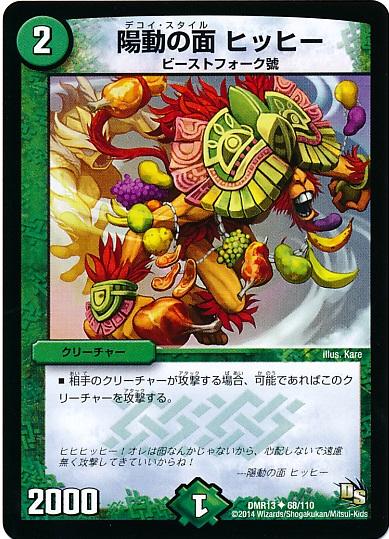 2
デコイ・スタイル
陽動の面 ヒッヒー
ビーストフォーク號
クリーチャー
illus. Kare
■ 相手のクリーチャーが攻撃する場合、可能であればこのク
リーチャーを攻撃する。
ヒヒヒッヒー！オレは囮なんかじゃないから、心配しないで遠慮
無く攻撃してきていいからね！
---陽動の面 ヒッヒー
2000
1
DS
DMR13 ♦ 68/110
©2014 Wizards/Shogakukan/Mitsui-Kids